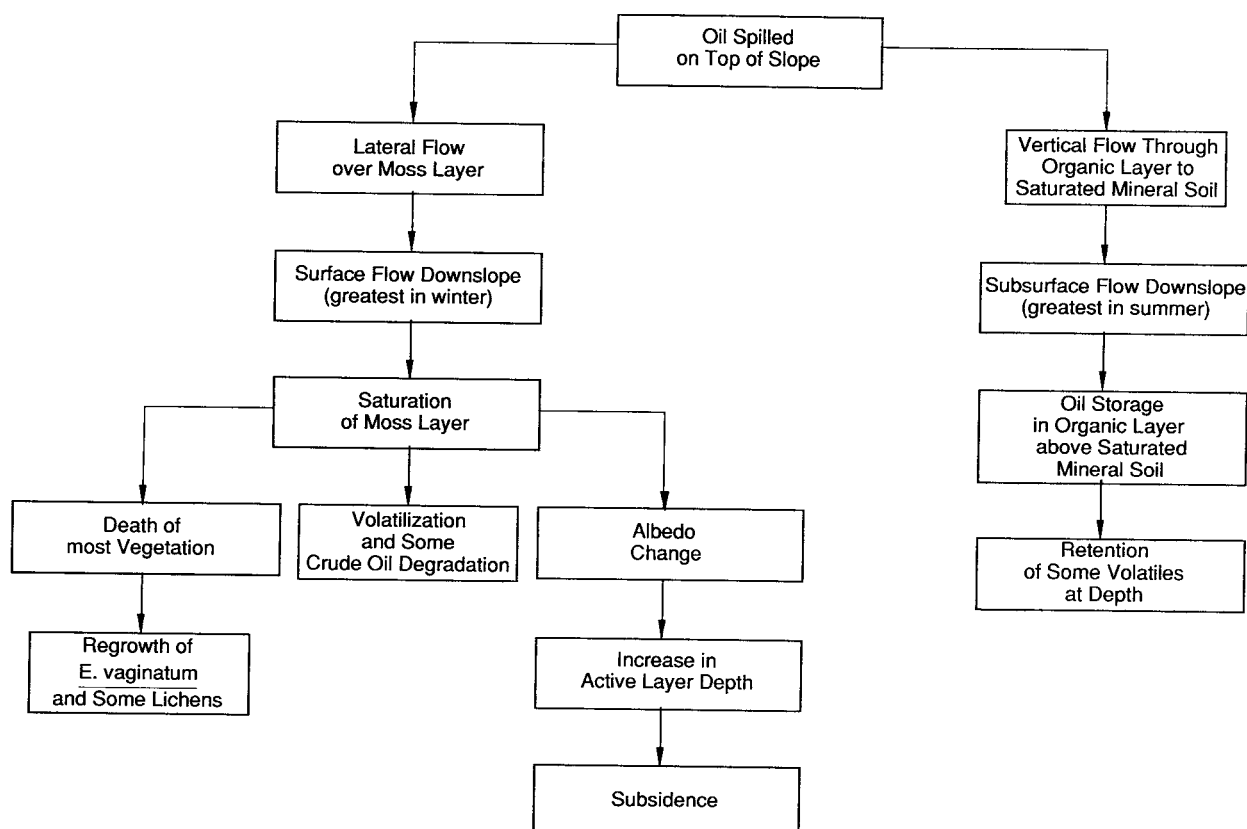 Oil Spilled
on Top of Slope
Lateral Flow
over Moss Layer
Vertical Flow Through
Organic Layer to
Saturated Mineral Soil
Surface Flow Downslope
(greatest in winter)
Subsurface Flow Downslope
(greatest in summer)
Saturation
of Moss Layer
Oil Storage
in Organic Layer
above Saturated
Mineral Soil
Death of
most Vegetation
Volatilization
and Some
Crude Oil Degradation
Albedo
Change
Retention
of Some Volatiles
at Depth
Regrowth of
E. vaginatum
and Some Lichens
Increase in
Active Layer Depth
Subsidence